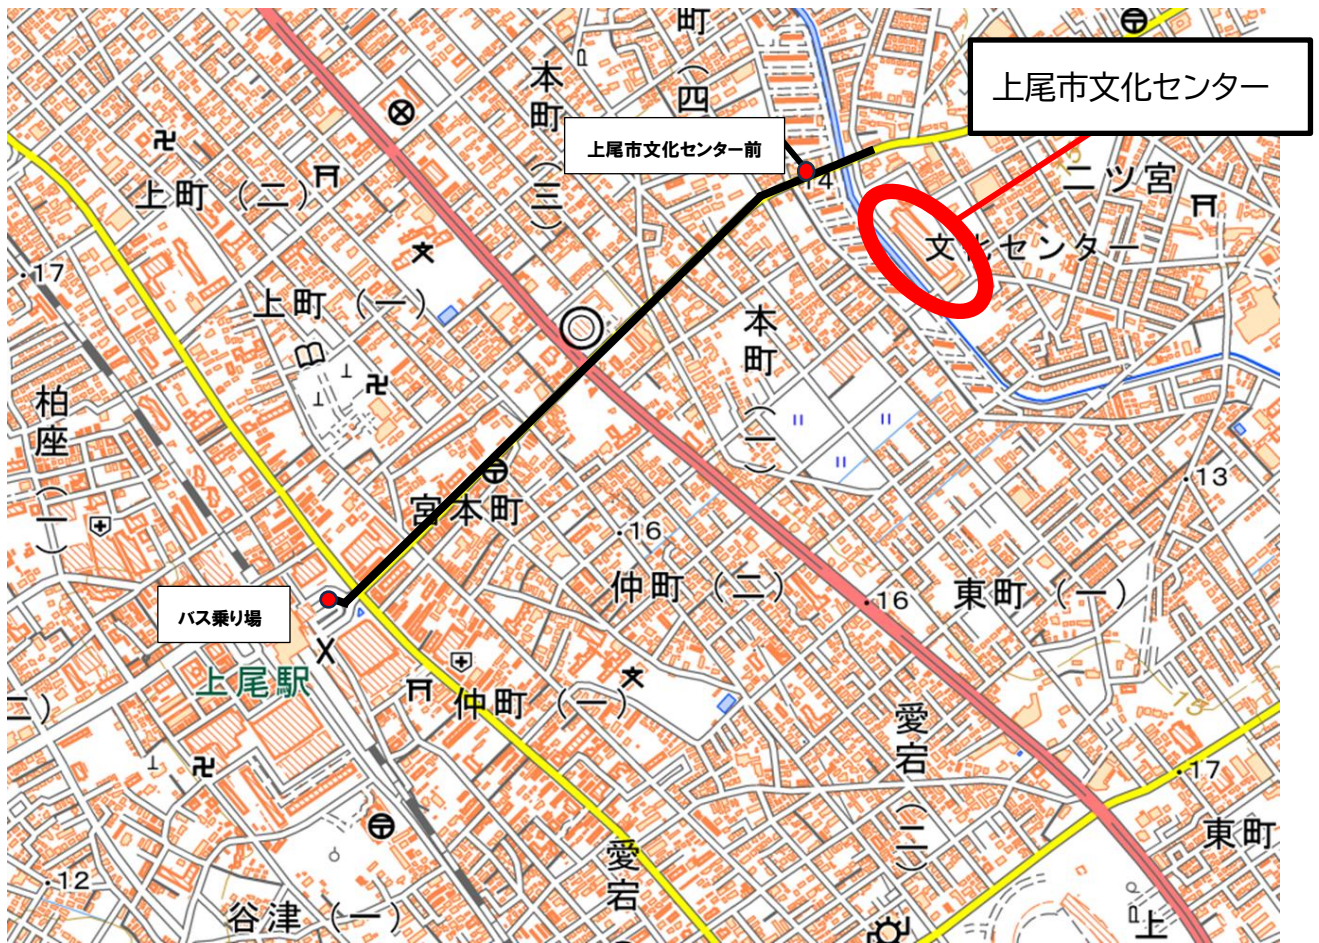 町
本町(四)
本町(三)
上尾市文化センター
上尾市文化センター前
14
二ツ宮
上町(二)
文化センター
・17
上町(一)
本町(一)
柏座(一)
・13
宮本町
・16
仲町(二)
・16
東町(一)
バス乗り場
上尾駅
仲町(一)
二)
愛宕(二)
15
・17
東町
愛宕(
・12
谷津(一)
上